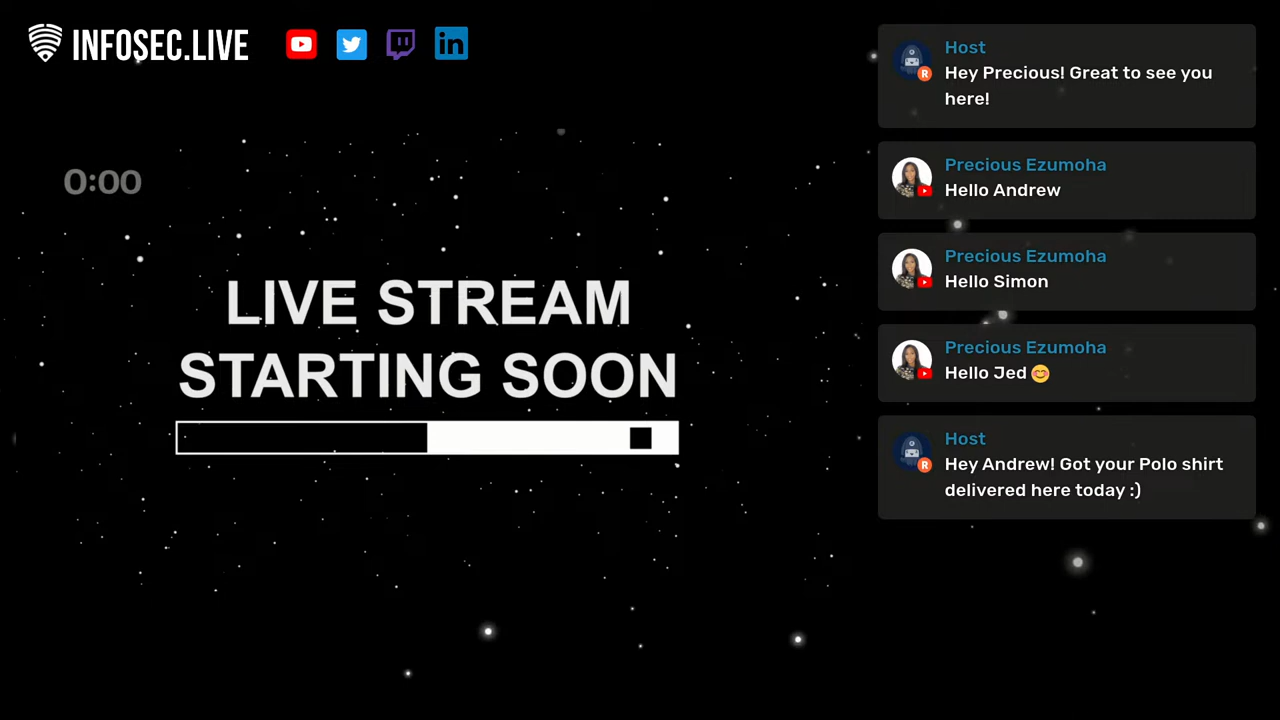 INFOSEC.LIVE
0:00
LIVE STREAM
STARTING SOON
Host
Hey Precious! Great to see you
here!
Precious Ezumoha
Hello Andrew
Precious Ezumoha
Hello Simon
Precious Ezumoha
Hello Jed 😊
Host
Hey Andrew! Got your Polo shirt
delivered here today :)